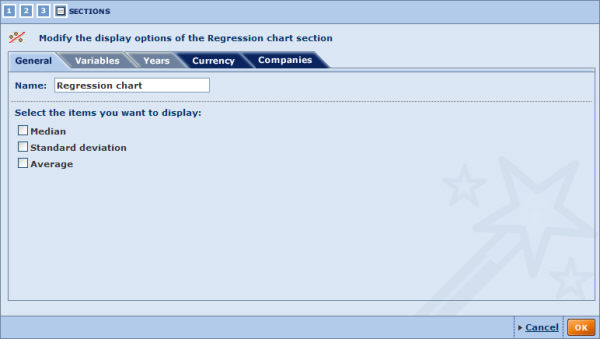 1 2 3 SECTIONS
Modify the display options of the Regression chart section
General Variables Years Currency Companies
Name: Regression chart
Select the items you want to display:
Median
Standard deviation
Average
Cancel OK